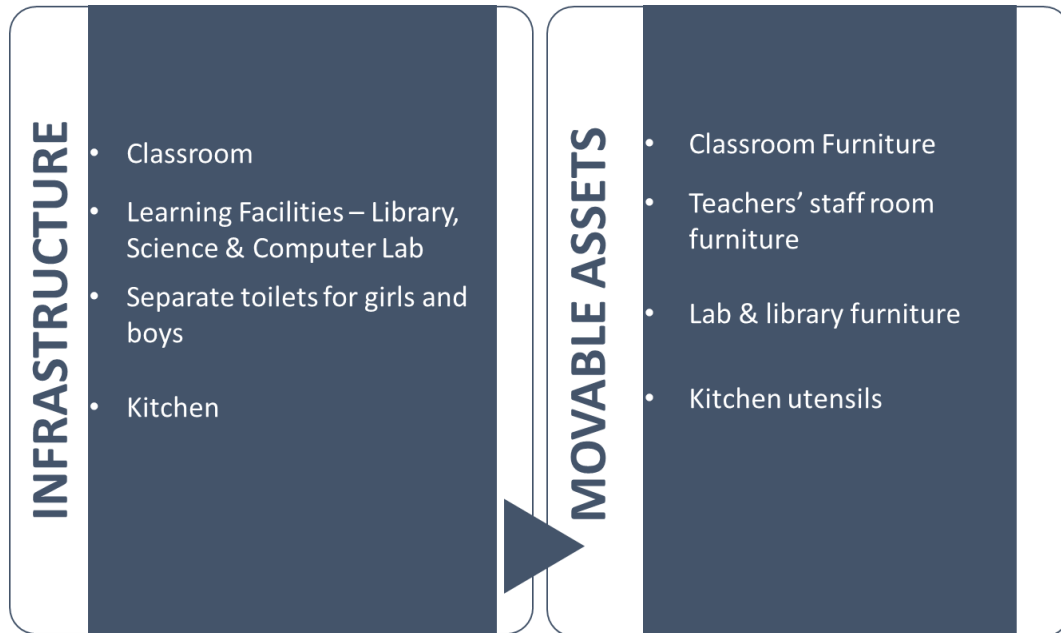 INFRASTRUCTURE
• Classroom
• Learning Facilities – Library,
Science & Computer Lab
• Separate toilets for girls and
boys
• Kitchen
MOVABLE ASSETS
• Classroom Furniture
• Teachers’ staff room
furniture
• Lab & library furniture
• Kitchen utensils